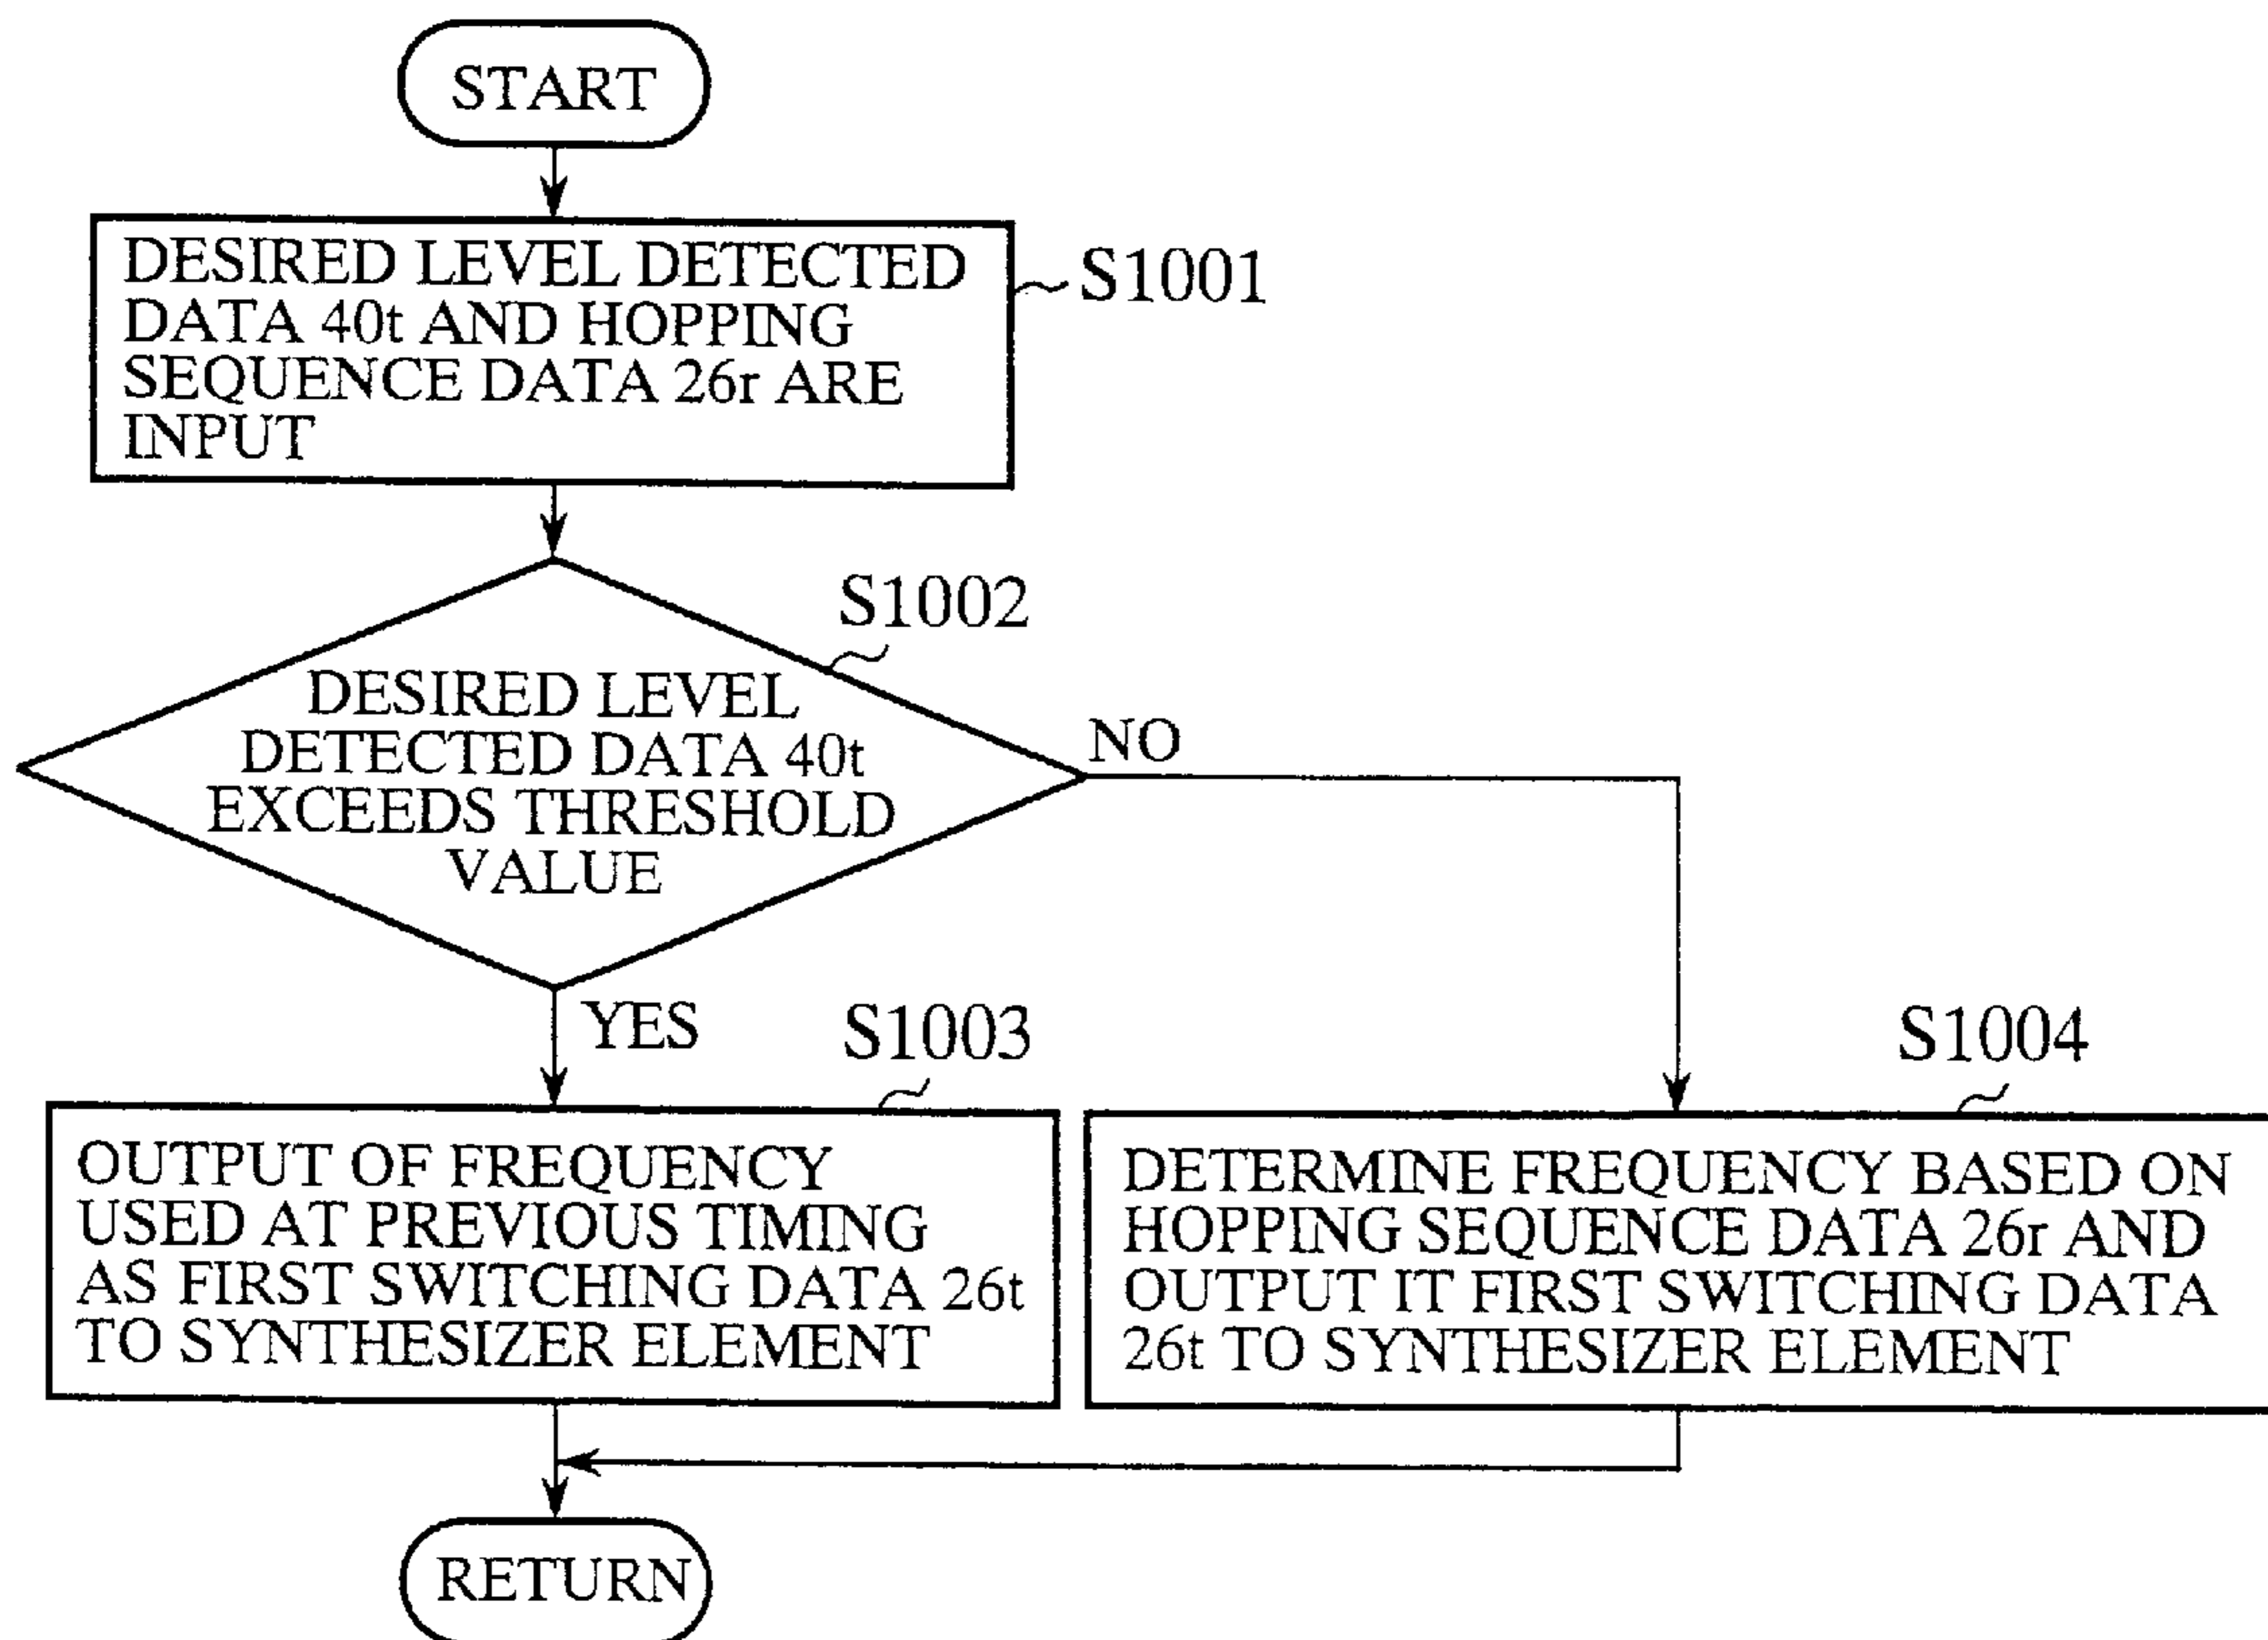 START
DESIRED LEVEL DETECTED
DATA 40t AND HOPPING
SEQUENCE DATA 26r ARE
INPUT
S1001
S1002
DESIRED LEVEL
DETECTED DATA 40t
EXCEEDS THRESHOLD
VALUE
NO
YES
S1003
OUTPUT OF FREQUENCY
USED AT PREVIOUS TIMING
AS FIRST SWITCHING DATA 26t
TO SYNTHESIZER ELEMENT
S1004
DETERMINE FREQUENCY BASED ON
HOPPING SEQUENCE DATA 26r AND
OUTPUT IT FIRST SWITCHING DATA
26t TO SYNTHESIZER ELEMENT
RETURN